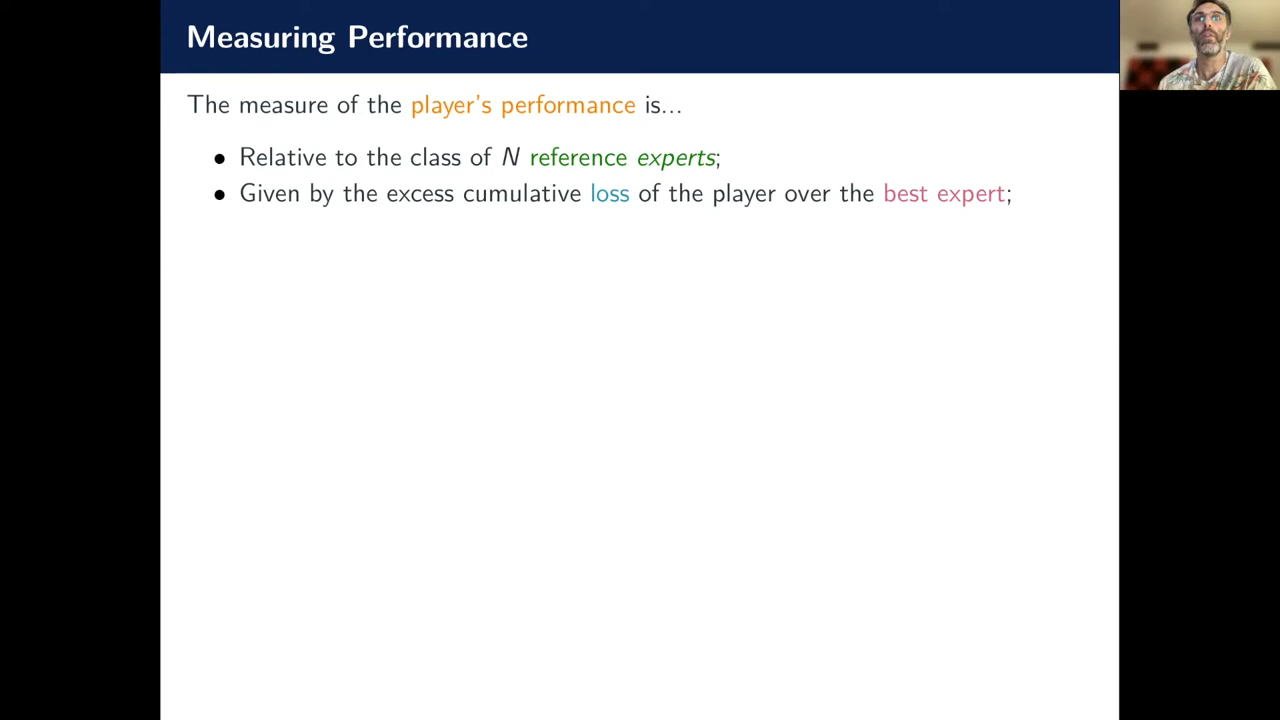 Measuring Performance
The measure of the player's performance is...
• Relative to the class of N reference experts;
• Given by the excess cumulative loss of the player over the best expert;